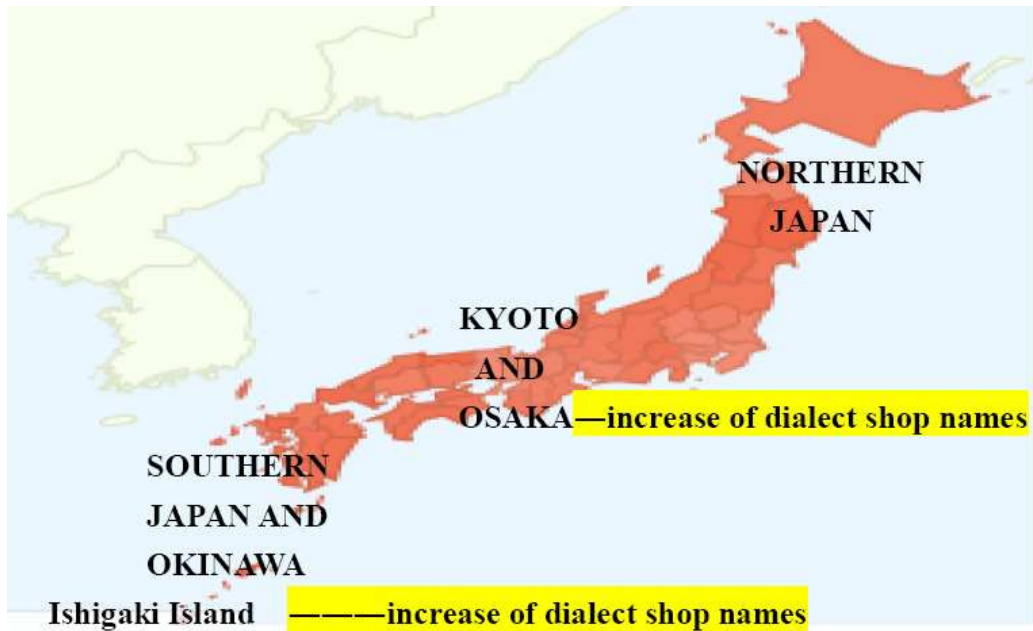 NORTHERN
JAPAN
KYOTO
AND
OSAKA—increase of dialect shop names
SOUTHERN
JAPAN AND
OKINAWA
Ishigaki Island ————increase of dialect shop names